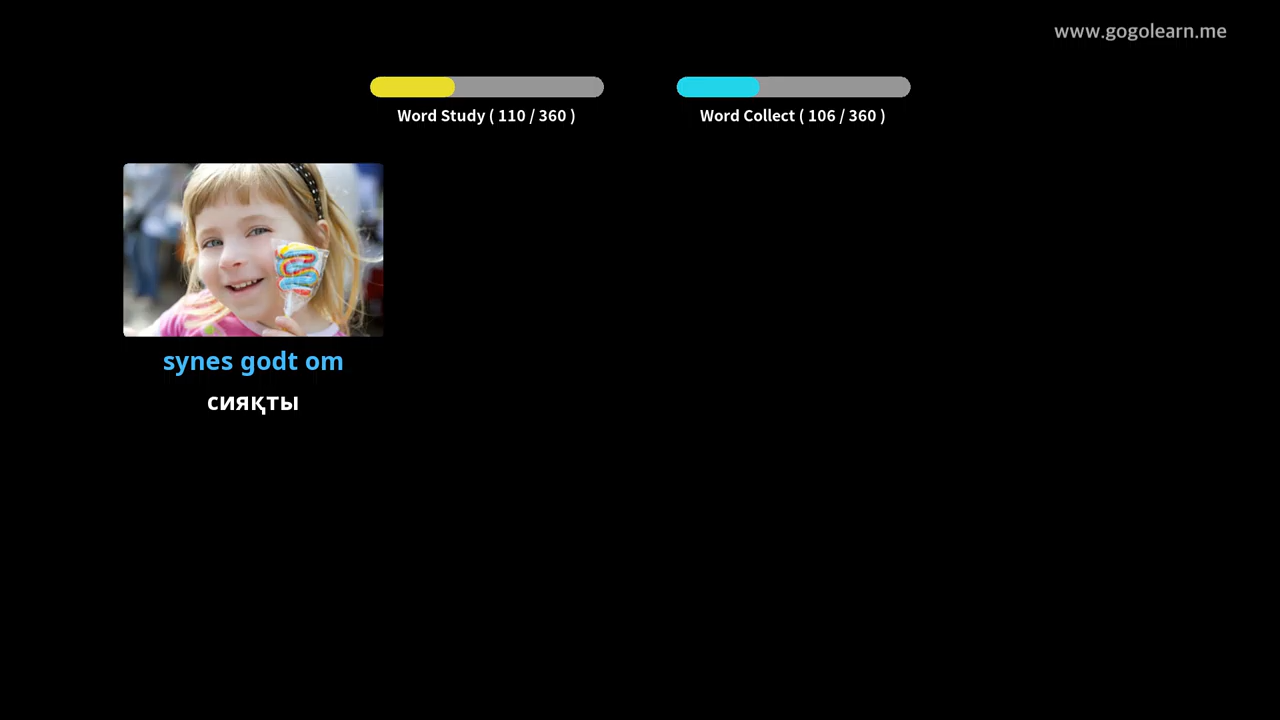 www.gogolearn.me
Word Study ( 110 / 360 )
Word Collect ( 106 / 360 )
synes godt om
сияқты